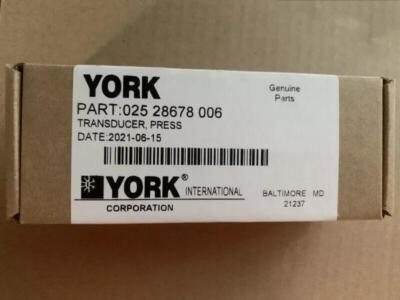 YORK
Genuine
Parts
PART:025 28678 006
TRANSDUCER, PRESS
DATE:2021-06-15
YORK® INTERNATIONAL
CORPORATION
BALTIMORE MD
21237